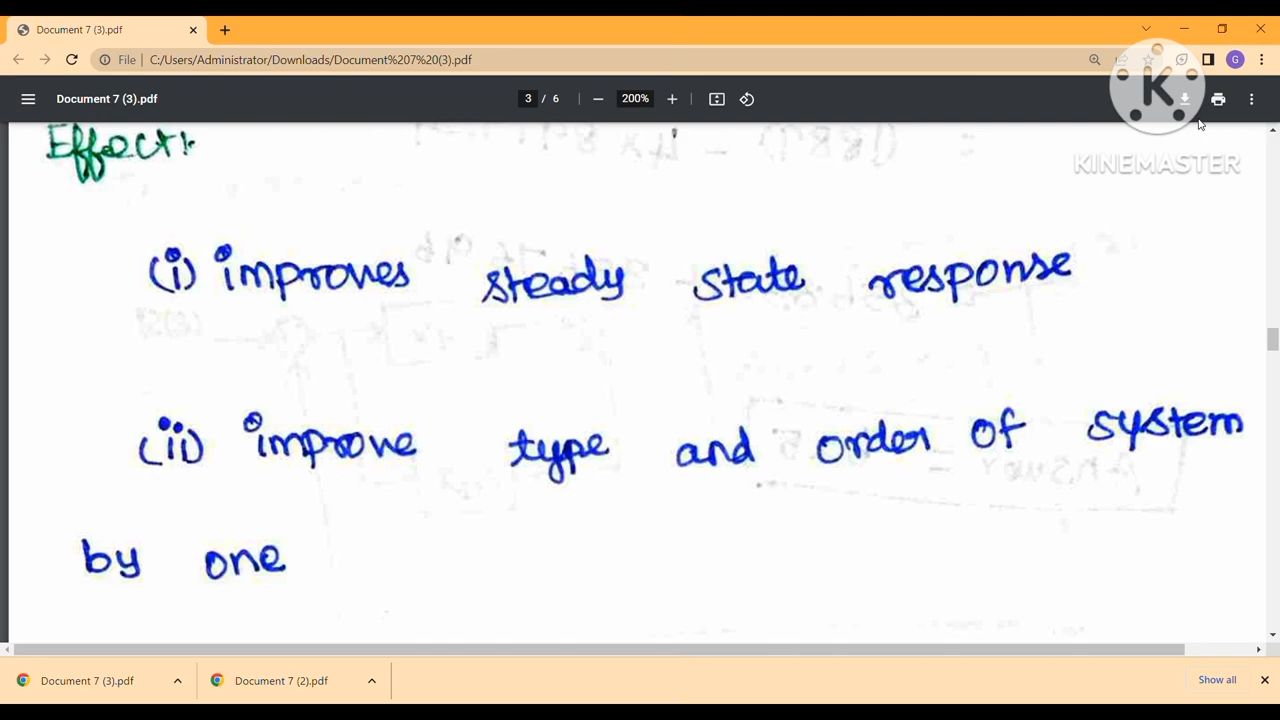 Document 7 (3).pdf
File C:/Users/Administrator/Downloads/Document%207%20(3).pdf
G
Document 7 (3).pdf 3 / 6 200%
K
KINEMASTER
Effect:
(i) improves steady state response
(ii) improve type and order of system
by one
Document 7 (3).pdf Document 7 (2).pdf Show all